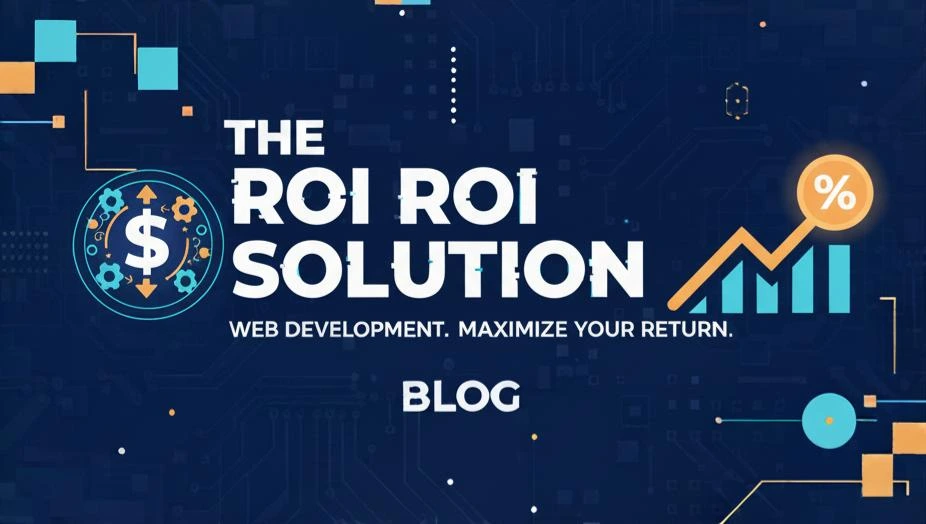 THE
ROI ROI
SOLUTION
WEB DEVELOPMENT. MAXIMIZE YOUR RETURN.
BLOG
$
%